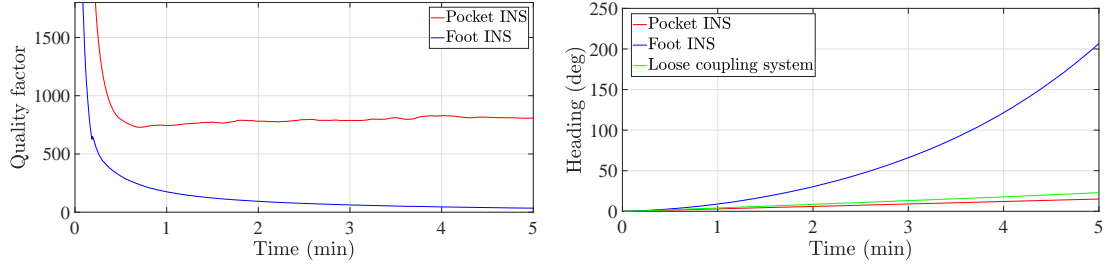 Quality factor
1500
1000
500
0
0
1
2
3
4
5
Time (min)
Pocket INS
Foot INS
Heading (deg)
250
200
150
100
50
0
0
1
2
3
4
5
Time (min)
Pocket INS
Foot INS
Loose coupling system